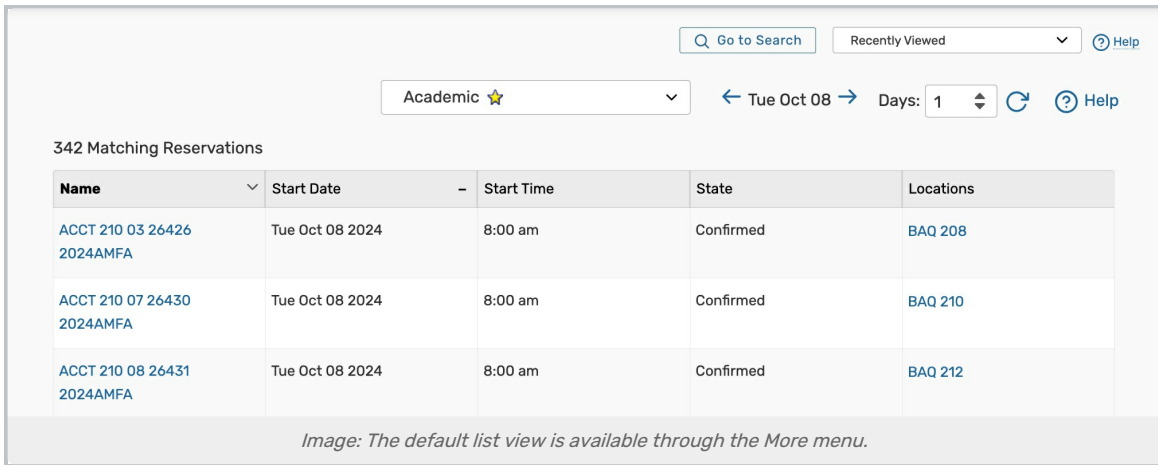 Go to Search Recently Viewed Help
Academic Tue Oct 08 Days: 1 Help
342 Matching Reservations
Name Start Date Start Time State Locations
ACCT 210 03 26426 Tue Oct 08 2024 8:00 am Confirmed BAQ 208
2024AMFA
ACCT 210 07 26430 Tue Oct 08 2024 8:00 am Confirmed BAQ 210
2024AMFA
ACCT 210 08 26431 Tue Oct 08 2024 8:00 am Confirmed BAQ 212
2024AMFA
Image: The default list view is available through the More menu.